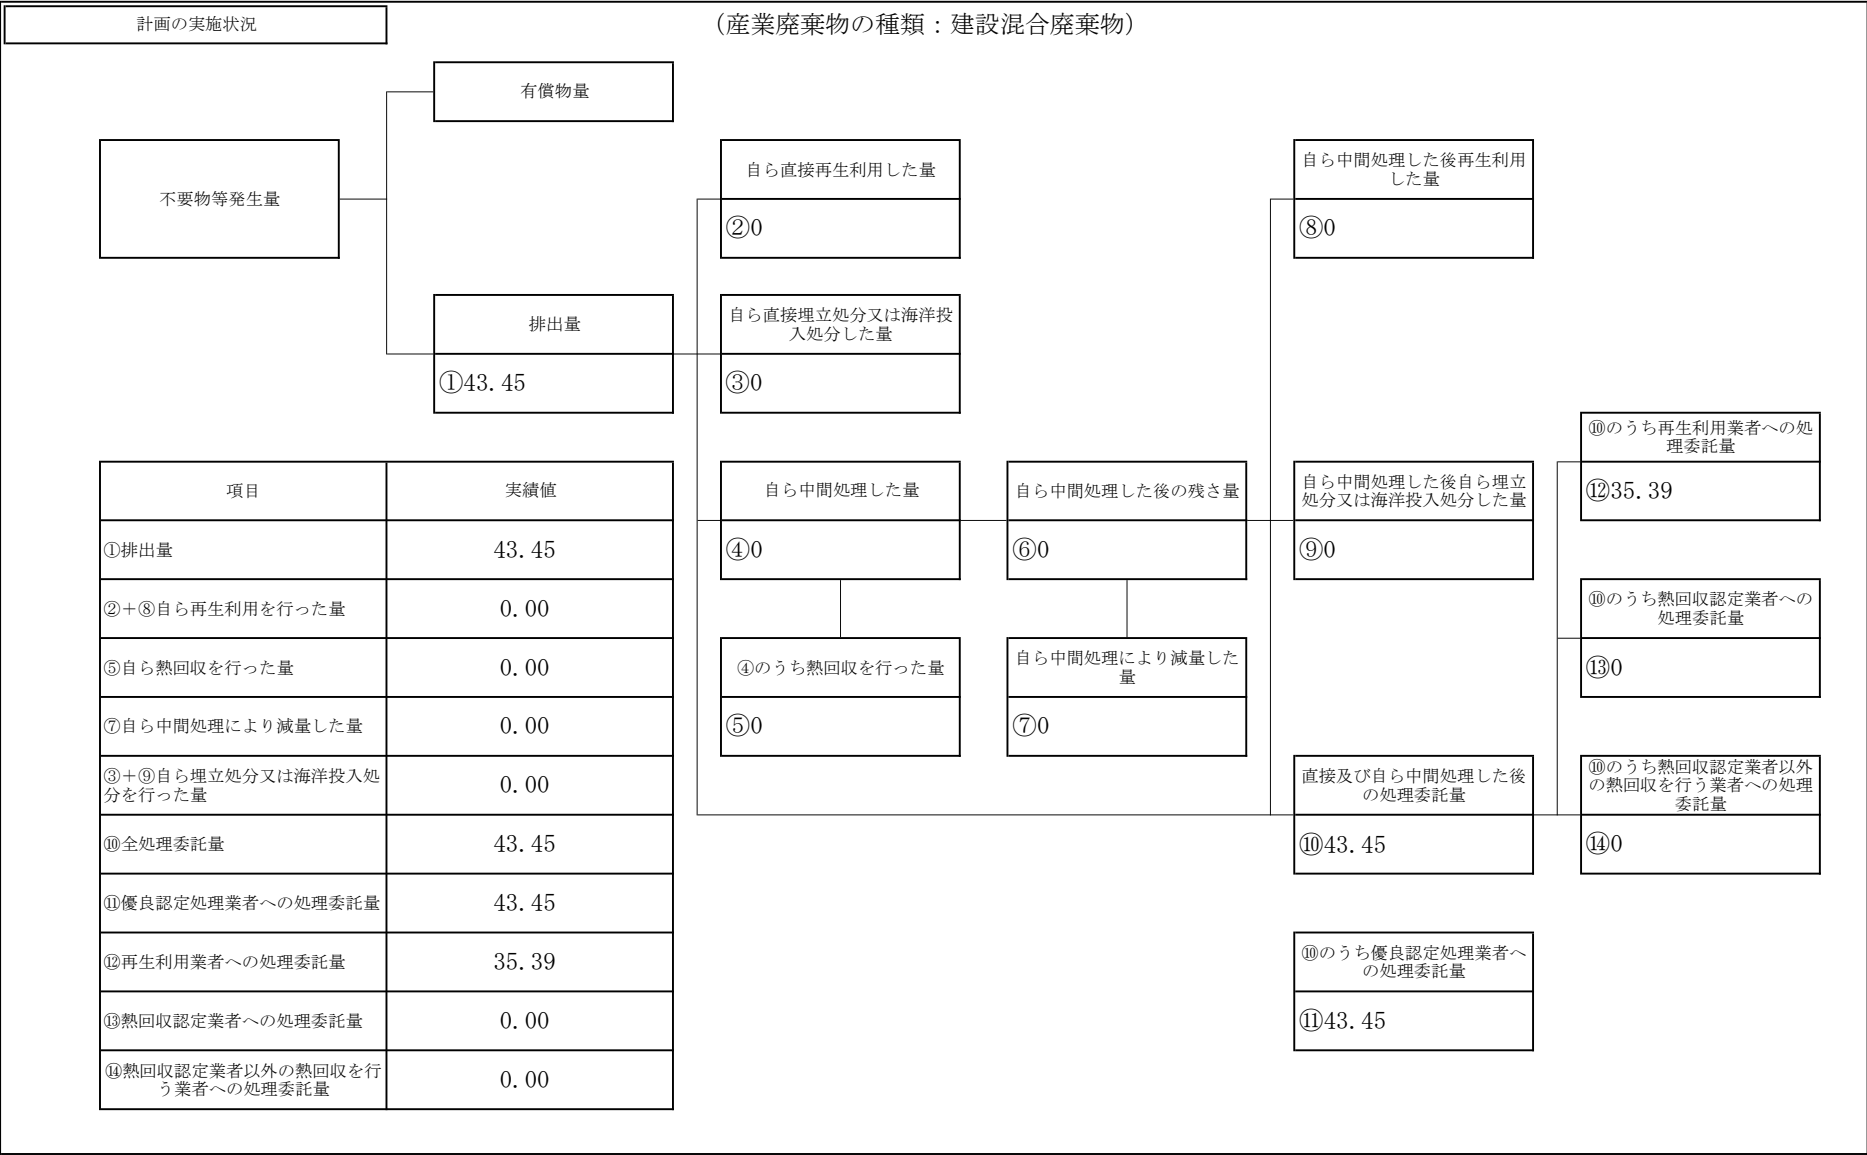 計画の実施状況
（産業廃棄物の種類：建設混合廃棄物）
有償物量
不要物等発生量
排出量
①43.45
自ら直接再生利用した量
②0
自ら直接埋立処分又は海洋投
入処分した量
③0
自ら中間処理した後再生利用
した量
⑧0
項目 実績値
①排出量 43.45
②＋⑧自ら再生利用を行った量 0.00
⑤自ら熱回収を行った量 0.00
⑦自ら中間処理により減量した量 0.00
③＋⑨自ら埋立処分又は海洋投入処
分を行った量 0.00
⑩全処理委託量 43.45
⑪優良認定処理業者への処理委託量 43.45
⑫再生利用業者への処理委託量 35.39
⑬熱回収認定業者への処理委託量 0.00
⑭熱回収認定業者以外の熱回収を行
う業者への処理委託量 0.00
自ら中間処理した量
④0
④のうち熱回収を行った量
⑤0
自ら中間処理した後の残さ量
⑥0
自ら中間処理により減量した
量
⑦0
自ら中間処理した後自ら埋立
処分又は海洋投入処分した量
⑨0
直接及び自ら中間処理した後
の処理委託量
⑩43.45
⑩のうち優良認定処理業者へ
の処理委託量
⑪43.45
⑩のうち再生利用業者への処
理委託量
⑫35.39
⑩のうち熱回収認定業者への
処理委託量
⑬0
⑩のうち熱回収認定業者以外
の熱回収を行う業者への処理
委託量
⑭0